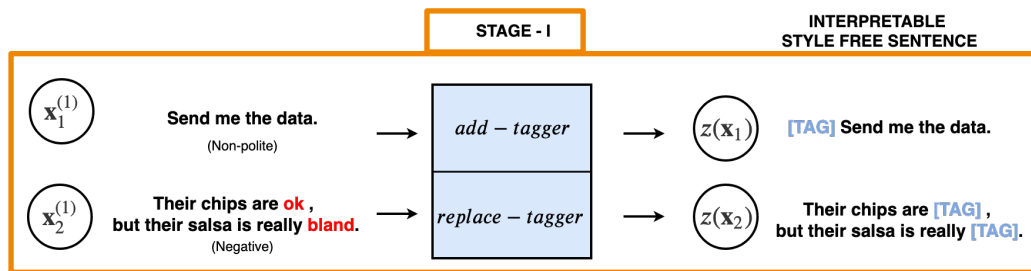 STAGE - I
INTERPRETABLE
STYLE FREE SENTENCE
x₁⁽¹⁾
Send me the data.
(Non-polite)
add − tagger
z(x₁)
[TAG] Send me the data.
x₂⁽¹⁾
Their chips are ok ,
but their salsa is really bland.
(Negative)
replace − tagger
z(x₂)
Their chips are [TAG] ,
but their salsa is really [TAG].